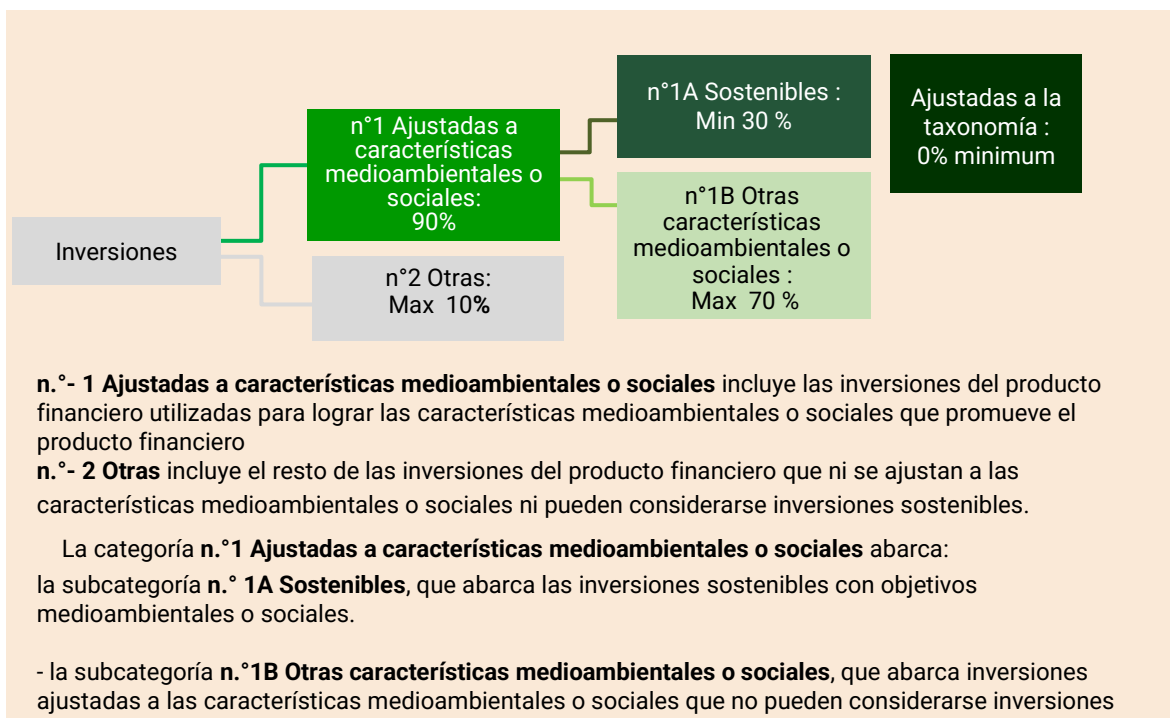 n°1A Sostenibles :
Min 30 %
Ajustadas a la
taxonomía :
0% minimum
n°1 Ajustadas a
características
medioambientales o
sociales:
90%
n°1B Otras
características
medioambientales o
sociales :
Max 70 %
Inversiones
n°2 Otras:
Max 10%
n.°- 1 Ajustadas a características medioambientales o sociales incluye las inversiones del producto
financiero utilizadas para lograr las características medioambientales o sociales que promueve el
producto financiero
n.°- 2 Otras incluye el resto de las inversiones del producto financiero que ni se ajustan a las
características medioambientales o sociales ni pueden considerarse inversiones sostenibles.
La categoría n.°1 Ajustadas a características medioambientales o sociales abarca:
la subcategoría n.° 1A Sostenibles, que abarca las inversiones sostenibles con objetivos
medioambientales o sociales.
- la subcategoría n.°1B Otras características medioambientales o sociales, que abarca inversiones
ajustadas a las características medioambientales o sociales que no pueden considerarse inversiones